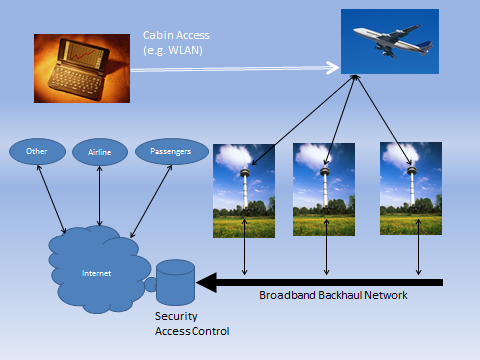 Cabin Access
(e.g. WLAN)
Other
Airline
Passengers
Internet
Broadband Backhaul Network
Security
Access Control